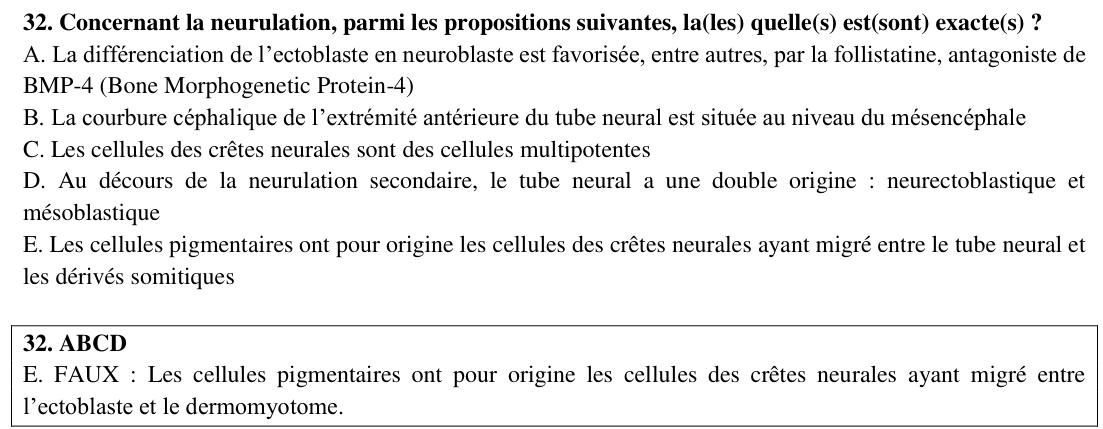 32. Concernant la neurulation, parmi les propositions suivantes, la(les) quelle(s) est(sont) exacte(s) ?
A. La différenciation de l’ectoblaste en neuroblaste est favorisée, entre autres, par la follistatine, antagoniste de
BMP-4 (Bone Morphogenetic Protein-4)
B. La courbure céphalique de l’extrémité antérieure du tube neural est située au niveau du mésencéphale
C. Les cellules des crêtes neurales sont des cellules multipotentes
D. Au décours de la neurulation secondaire, le tube neural a une double origine : neurectoblastique et
mésoblastique
E. Les cellules pigmentaires ont pour origine les cellules des crêtes neurales ayant migré entre le tube neural et
les dérivés somitiques
32. ABCD
E. FAUX : Les cellules pigmentaires ont pour origine les cellules des crêtes neurales ayant migré entre
l’ectoblaste et le dermomyotome.